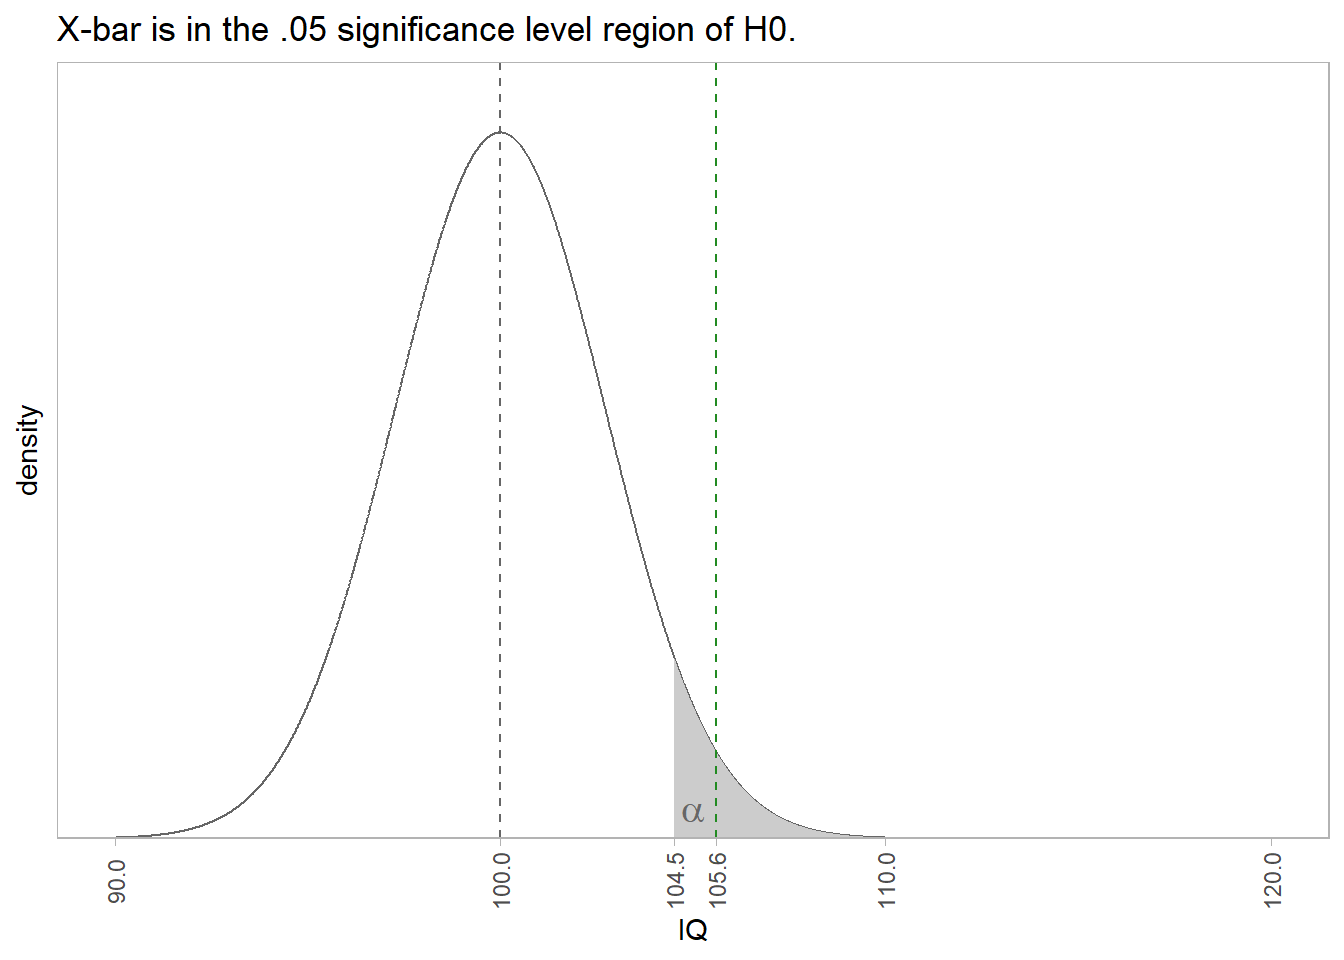 X-bar is in the .05 significance level region of H0.
density
α
90.0
100.0
104.5
105.6
110.0
120.0
IQ